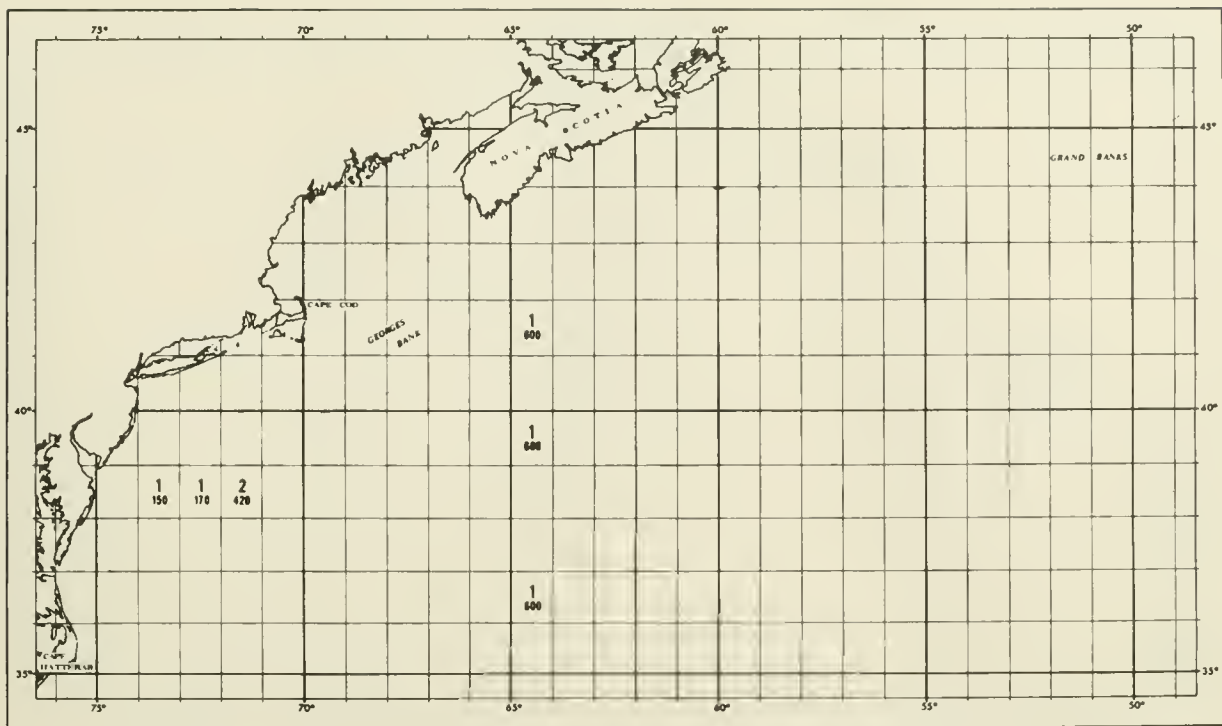 75° 70° 65° 60° 55° 50°
45° NOVA SCOTIA 45°
GRAND BANKS
CAPE COD
GEORGES
BANK
1
600
40° 40°
1
600
1 1 2
150 170 420
1
600
CAPE
HATTERAS
35° 35°
75° 70° 65° 60° 55° 50°